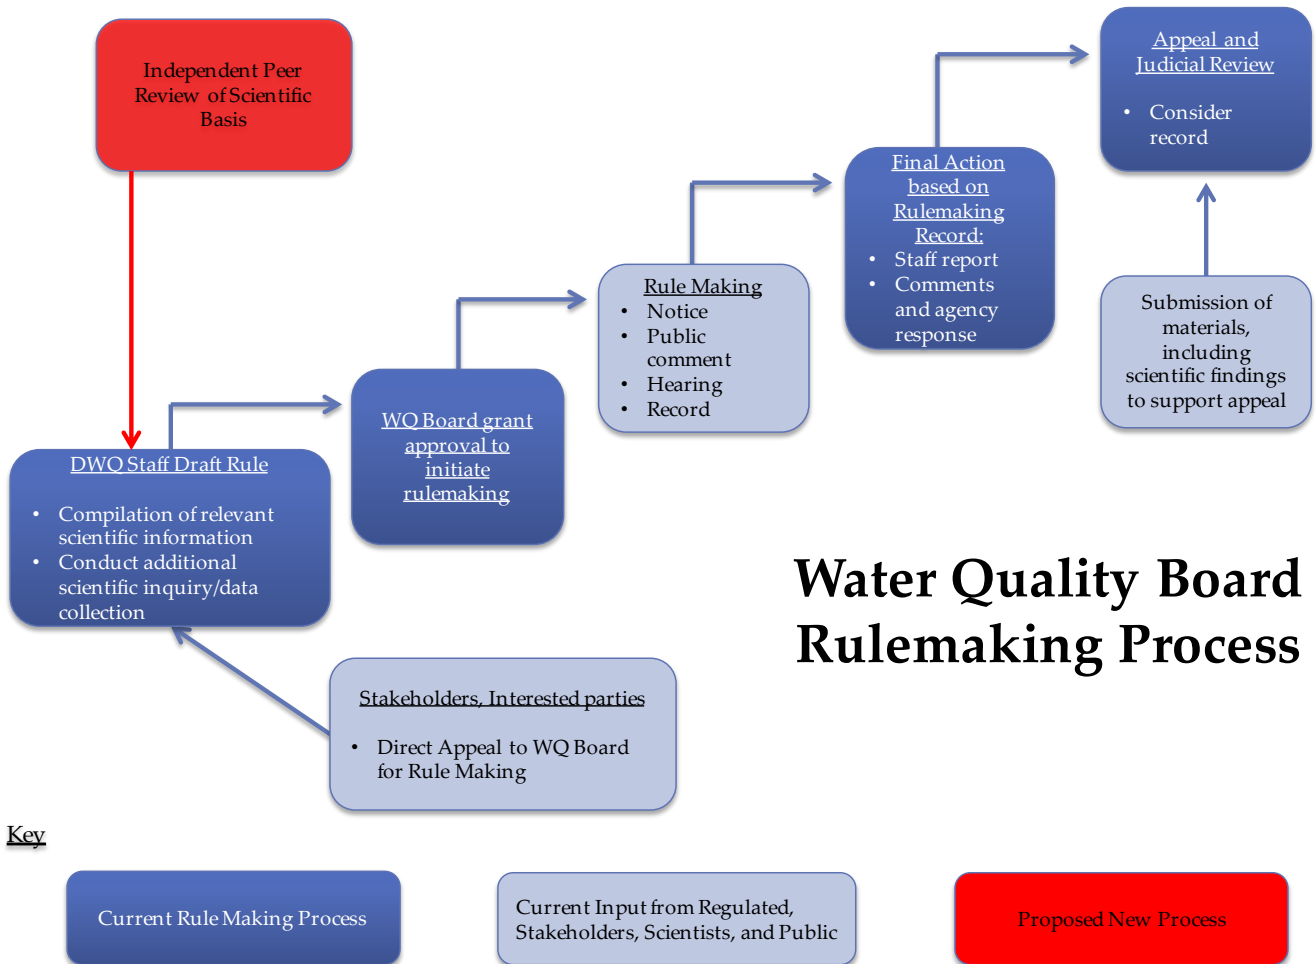 Independent Peer
Review of Scientific
Basis
Appeal and
Judicial Review
• Consider
record
Final Action
based on
Rulemaking
Record:
• Staff report
• Comments
and agency
response
Rule Making
• Notice
• Public
comment
• Hearing
• Record
Submission of
materials,
including
scientific findings
to support appeal
WQ Board grant
approval to
initiate
rulemaking
DWQ Staff Draft Rule
• Compilation of relevant
scientific information
• Conduct additional
scientific inquiry/data
collection
Water Quality Board
Rulemaking Process
Stakeholders, Interested parties
• Direct Appeal to WQ Board
for Rule Making
Key
Current Rule Making Process
Current Input from Regulated,
Stakeholders, Scientists, and Public
Proposed New Process